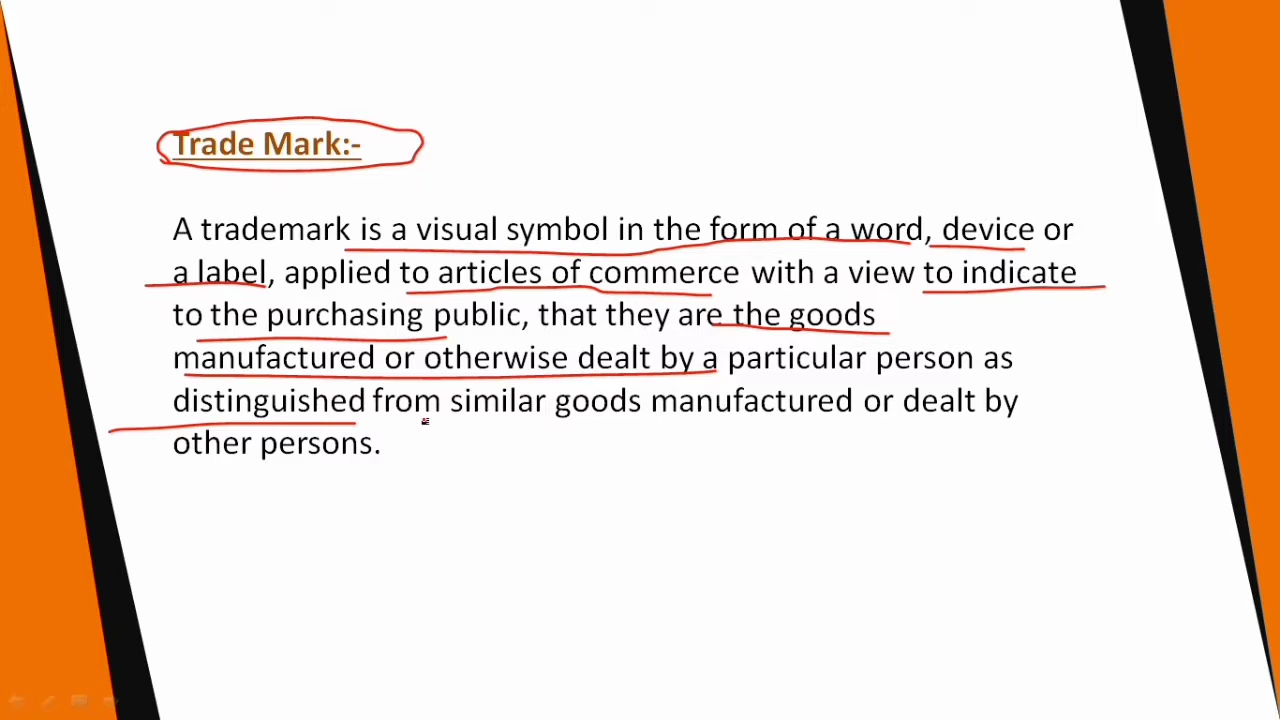 Trade Mark:-
A trademark is a visual symbol in the form of a word, device or
a label, applied to articles of commerce with a view to indicate
to the purchasing public, that they are the goods
manufactured or otherwise dealt by a particular person as
distinguished from similar goods manufactured or dealt by
other persons.